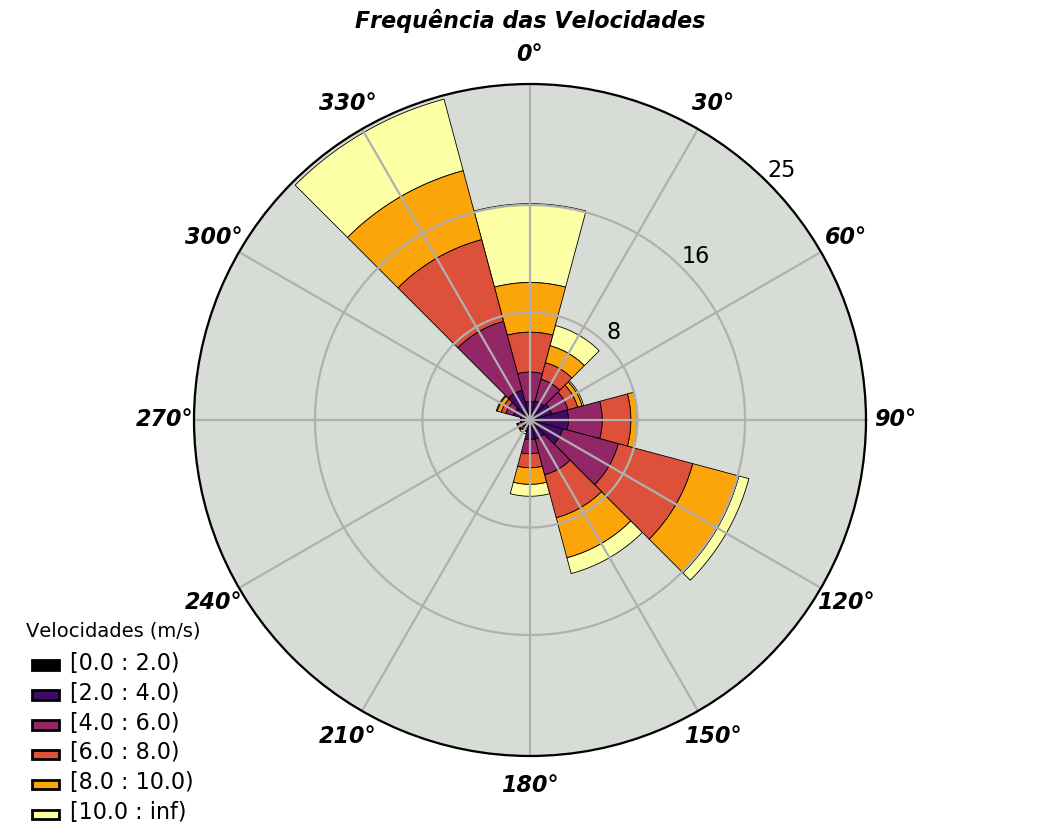 Frequência das Velocidades
0°
330°
30°
25
300°
60°
16
8
270°
90°
240°
120°
210°
150°
180°
Velocidades (m/s)
[0.0 : 2.0)
[2.0 : 4.0)
[4.0 : 6.0)
[6.0 : 8.0)
[8.0 : 10.0)
[10.0 : inf)